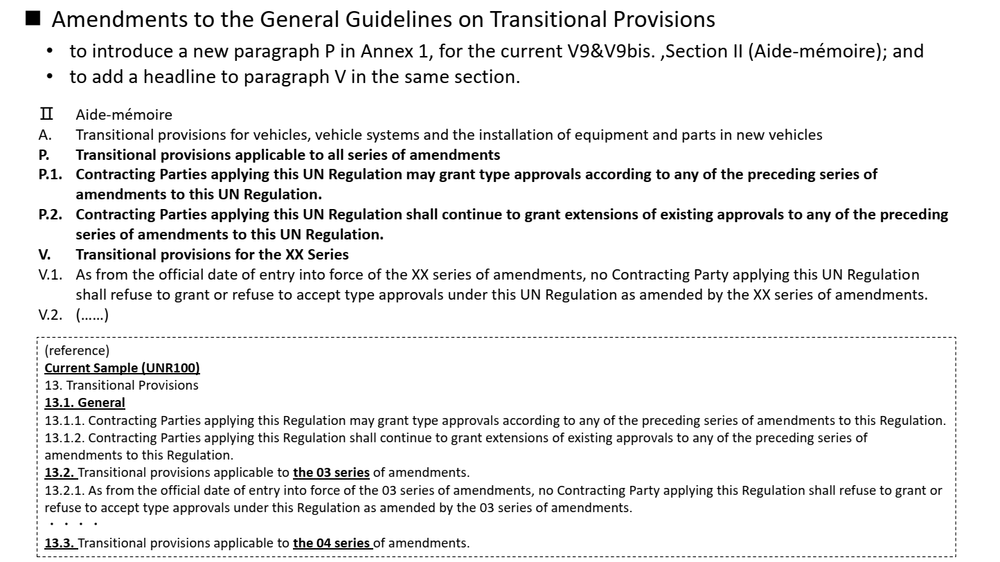 ■ Amendments to the General Guidelines on Transitional Provisions
• to introduce a new paragraph P in Annex 1, for the current V9&V9bis. ,Section II (Aide-mémoire); and
• to add a headline to paragraph V in the same section.
Ⅱ Aide-mémoire
A. Transitional provisions for vehicles, vehicle systems and the installation of equipment and parts in new vehicles
P. Transitional provisions applicable to all series of amendments
P.1. Contracting Parties applying this UN Regulation may grant type approvals according to any of the preceding series of
amendments to this UN Regulation.
P.2. Contracting Parties applying this UN Regulation shall continue to grant extensions of existing approvals to any of the preceding
series of amendments to this UN Regulation.
V. Transitional provisions for the XX Series
V.1. As from the official date of entry into force of the XX series of amendments, no Contracting Party applying this UN Regulation
shall refuse to grant or refuse to accept type approvals under this UN Regulation as amended by the XX series of amendments.
V.2. (……)
(reference)
Current Sample (UNR100)
13. Transitional Provisions
13.1. General
13.1.1. Contracting Parties applying this Regulation may grant type approvals according to any of the preceding series of amendments to this Regulation.
13.1.2. Contracting Parties applying this Regulation shall continue to grant extensions of existing approvals to any of the preceding series of
amendments to this Regulation.
13.2. Transitional provisions applicable to the 03 series of amendments.
13.2.1. As from the official date of entry into force of the 03 series of amendments, no Contracting Party applying this Regulation shall refuse to grant or
refuse to accept type approvals under this Regulation as amended by the 03 series of amendments.
・・・・
13.3. Transitional provisions applicable to the 04 series of amendments.